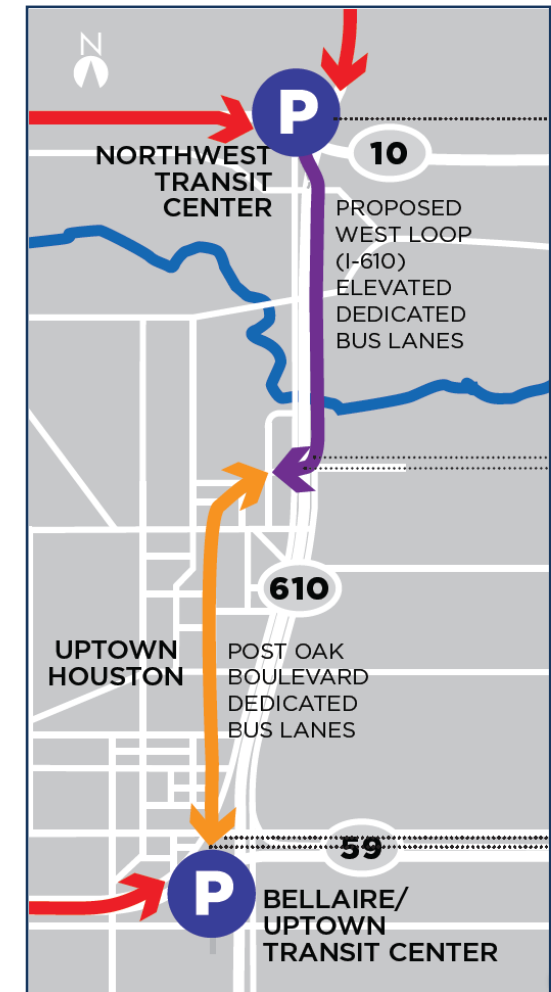 N
P
10
NORTHWEST
TRANSIT
CENTER
PROPOSED
WEST LOOP
(I-610)
ELEVATED
DEDICATED
BUS LANES
610
UPTOWN
HOUSTON
POST OAK
BOULEVARD
DEDICATED
BUS LANES
59
P
BELLAIRE/
UPTOWN
TRANSIT CENTER